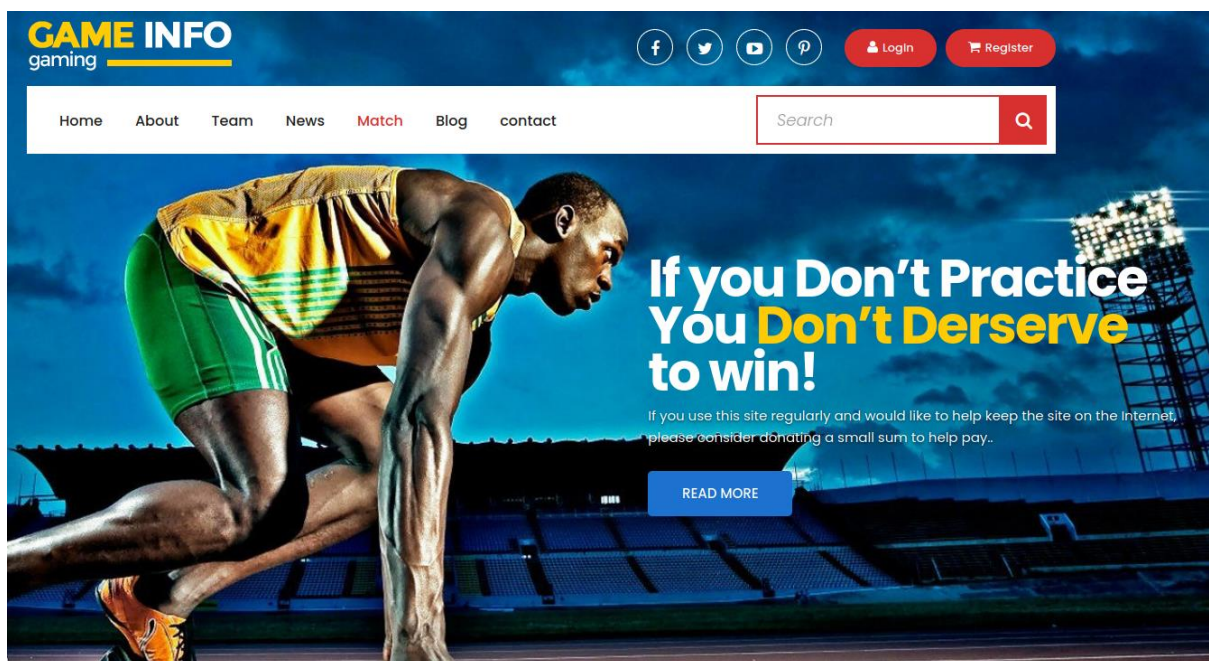 GAME INFO
gaming
Login
Register
Home
About
Team
News
Match
Blog
contact
Search
If you Don’t Practice
You Don’t Derserve
to win!
If you use this site regularly and would like to help keep the site on the Internet,
please consider donating a small sum to help pay..
READ MORE